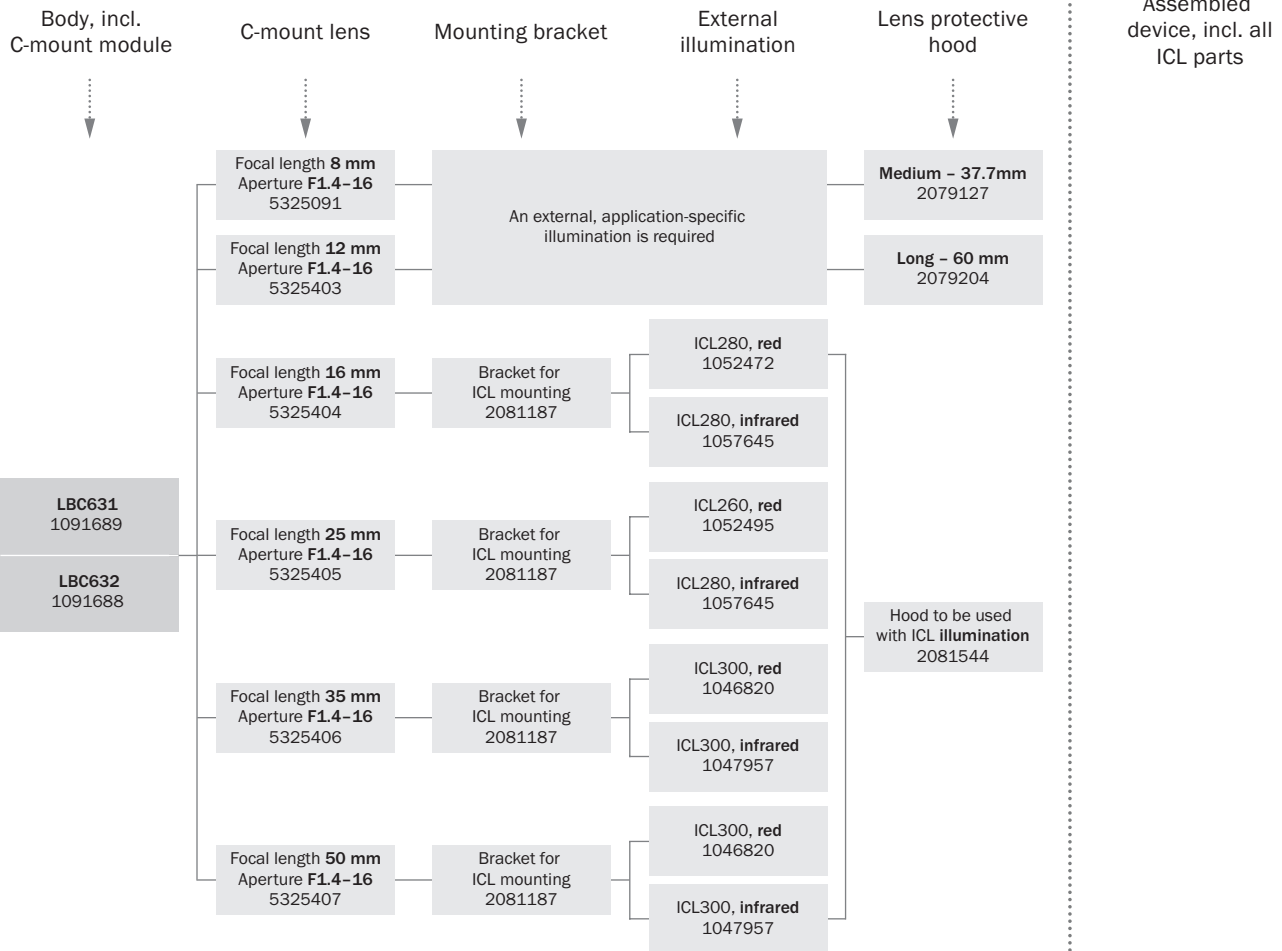 Body, incl.
C-mount module
C-mount lens
Mounting bracket
External
illumination
Lens protective
hood
Assembled
device, incl. all
ICL parts
Focal length 8 mm
Aperture F1.4–16
5325091
An external, application-specific
illumination is required
Medium – 37.7mm
2079127
Focal length 12 mm
Aperture F1.4–16
5325403
Long – 60 mm
2079204
Focal length 16 mm
Aperture F1.4–16
5325404
Bracket for
ICL mounting
2081187
ICL280, red
1052472
ICL280, infrared
1057645
LBC631
1091689
LBC632
1091688
Focal length 25 mm
Aperture F1.4–16
5325405
Bracket for
ICL mounting
2081187
ICL260, red
1052495
ICL280, infrared
1057645
Hood to be used
with ICL illumination
2081544
Focal length 35 mm
Aperture F1.4–16
5325406
Bracket for
ICL mounting
2081187
ICL300, red
1046820
ICL300, infrared
1047957
Focal length 50 mm
Aperture F1.4–16
5325407
Bracket for
ICL mounting
2081187
ICL300, red
1046820
ICL300, infrared
1047957